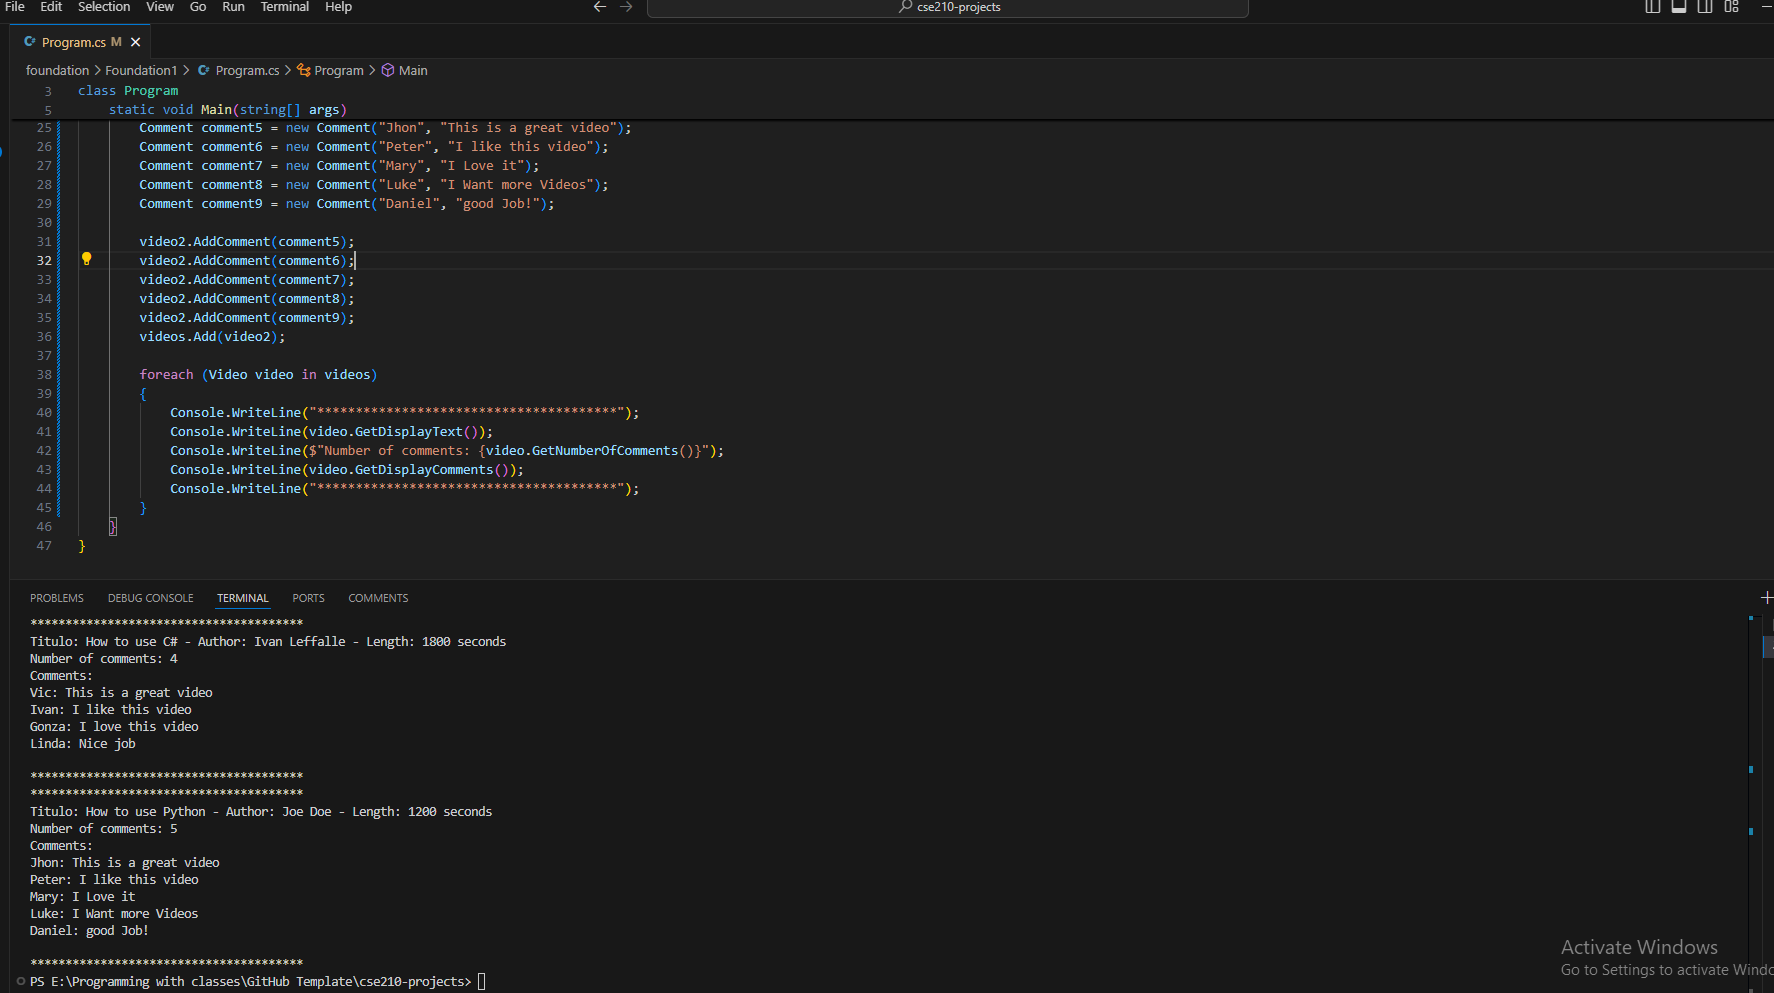 File Edit Selection View Go Run Terminal Help
cse210-projects
Program.cs M
foundation > Foundation1 > Program.cs > Program > Main
3 class Program
5 static void Main(string[] args)
25 Comment comment5 = new Comment("Jhon", "This is a great video");
26 Comment comment6 = new Comment("Peter", "I like this video");
27 Comment comment7 = new Comment("Mary", "I Love it");
28 Comment comment8 = new Comment("Luke", "I Want more Videos");
29 Comment comment9 = new Comment("Daniel", "good Job!");
30
31 video2.AddComment(comment5);
32 video2.AddComment(comment6);
33 video2.AddComment(comment7);
34 video2.AddComment(comment8);
35 video2.AddComment(comment9);
36 videos.Add(video2);
37
38 foreach (Video video in videos)
39 {
40 Console.WriteLine("***************************************");
41 Console.WriteLine(video.GetDisplayText());
42 Console.WriteLine($"Number of comments: {video.GetNumberOfComments()}");
43 Console.WriteLine(video.GetDisplayComments());
44 Console.WriteLine("***************************************");
45 }
46 }
47 }
PROBLEMS DEBUG CONSOLE TERMINAL PORTS COMMENTS
***************************************
Titulo: How to use C# - Author: Ivan Leffalle - Length: 1800 seconds
Number of comments: 4
Comments:
Vic: This is a great video
Ivan: I like this video
Gonza: I love this video
Linda: Nice job
***************************************
***************************************
Titulo: How to use Python - Author: Joe Doe - Length: 1200 seconds
Number of comments: 5
Comments:
Jhon: This is a great video
Peter: I like this video
Mary: I Love it
Luke: I Want more Videos
Daniel: good Job!
***************************************
PS E:\Programming with classes\GitHub Template\cse210-projects>
Activate Windows
Go to Settings to activate Windo